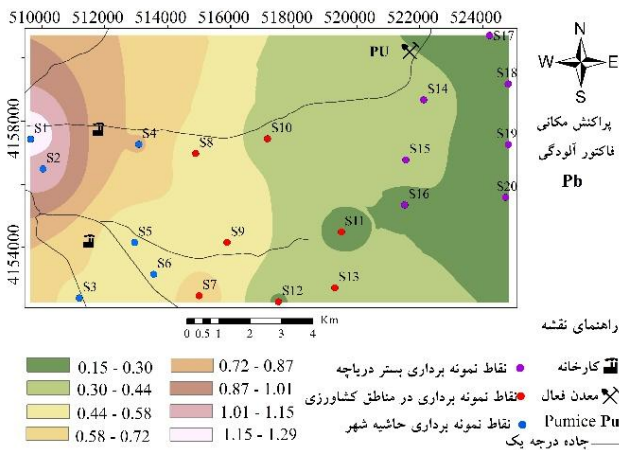 510000 512000 514000 516000 518000 520000 522000 524000
S17
PU
S18
S14
S1
S4
S10
S8
S19
S2
S15
S20
S16
S11
S5
S9
S6
S13
S7
S12
S3
4158000
4154000
N
W E
S
پراکنش مکانی
فاکتور آلودگی
Pb
Km
0 0.5 1 2 3 4
راهنمای نقشه
0.15 - 0.30
0.30 - 0.44
0.44 - 0.58
0.58 - 0.72
0.72 - 0.87
0.87 - 1.01
1.01 - 1.15
1.15 - 1.29
نقاط نمونه برداری بستر دریاچه
نقاط نمونه برداری در مناطق کشاورزی
نقاط نمونه برداری حاشیه شهر
کارخانه
معدن فعال
Pumice Pu
جاده درجه یک